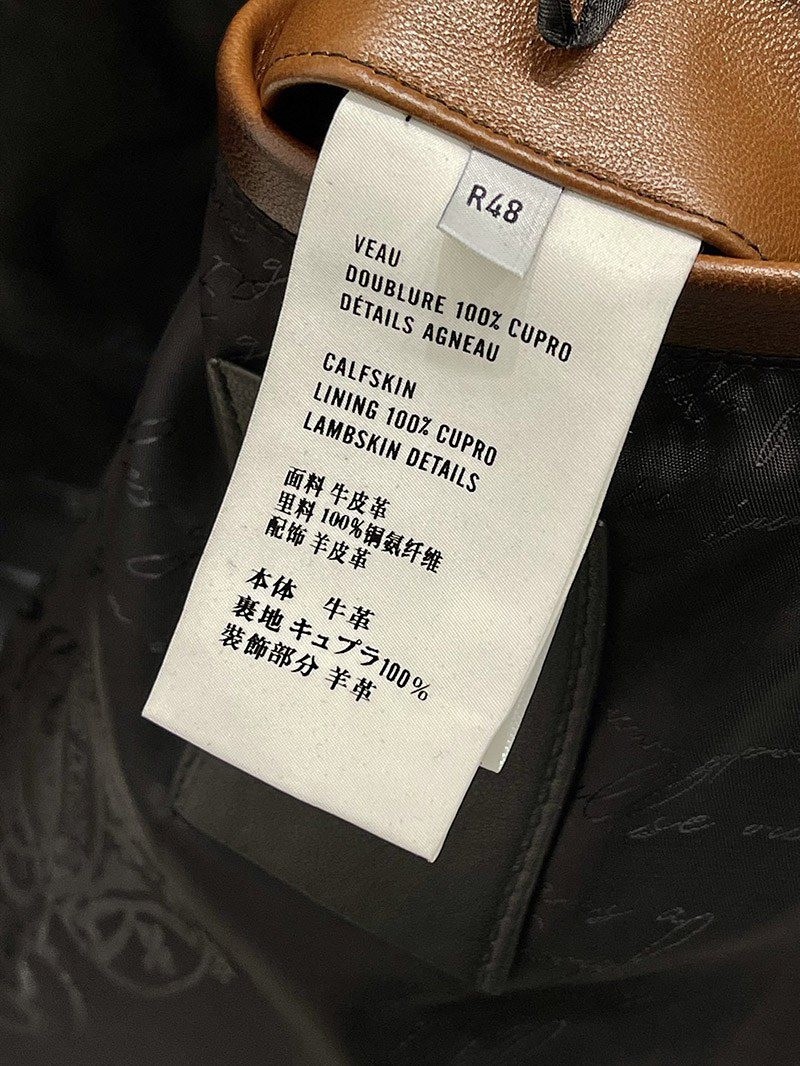 R48
VEAU
DOUBLURE 100% CUPRO
DÉTAILS AGNEAU
CALFSKIN
LINING 100% CUPRO
LAMBSKIN DETAILS
面料 牛皮革
里料 100%铜氨纤维
配饰 羊皮革
本体 牛革
裏地 キュプラ100%
装飾部分 羊革